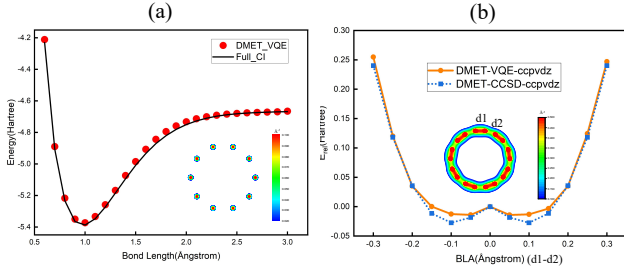 (a)
(b)
Energy(Hartree)
-4.2
-4.4
-4.6
-4.8
-5.0
-5.2
-5.4
DMET_VQE
Full_CI
0.5
1.0
1.5
2.0
2.5
3.0
Bond Length(Ångstrom)
E_rel(Hartree)
0.30
0.25
0.20
0.15
0.10
0.05
0.00
-0.05
DMET-VQE-ccpvdz
DMET-CCSD-ccpvdz
d1
d2
-0.3
-0.2
-0.1
0.0
0.1
0.2
0.3
BLA(Ångstrom) (d1-d2)